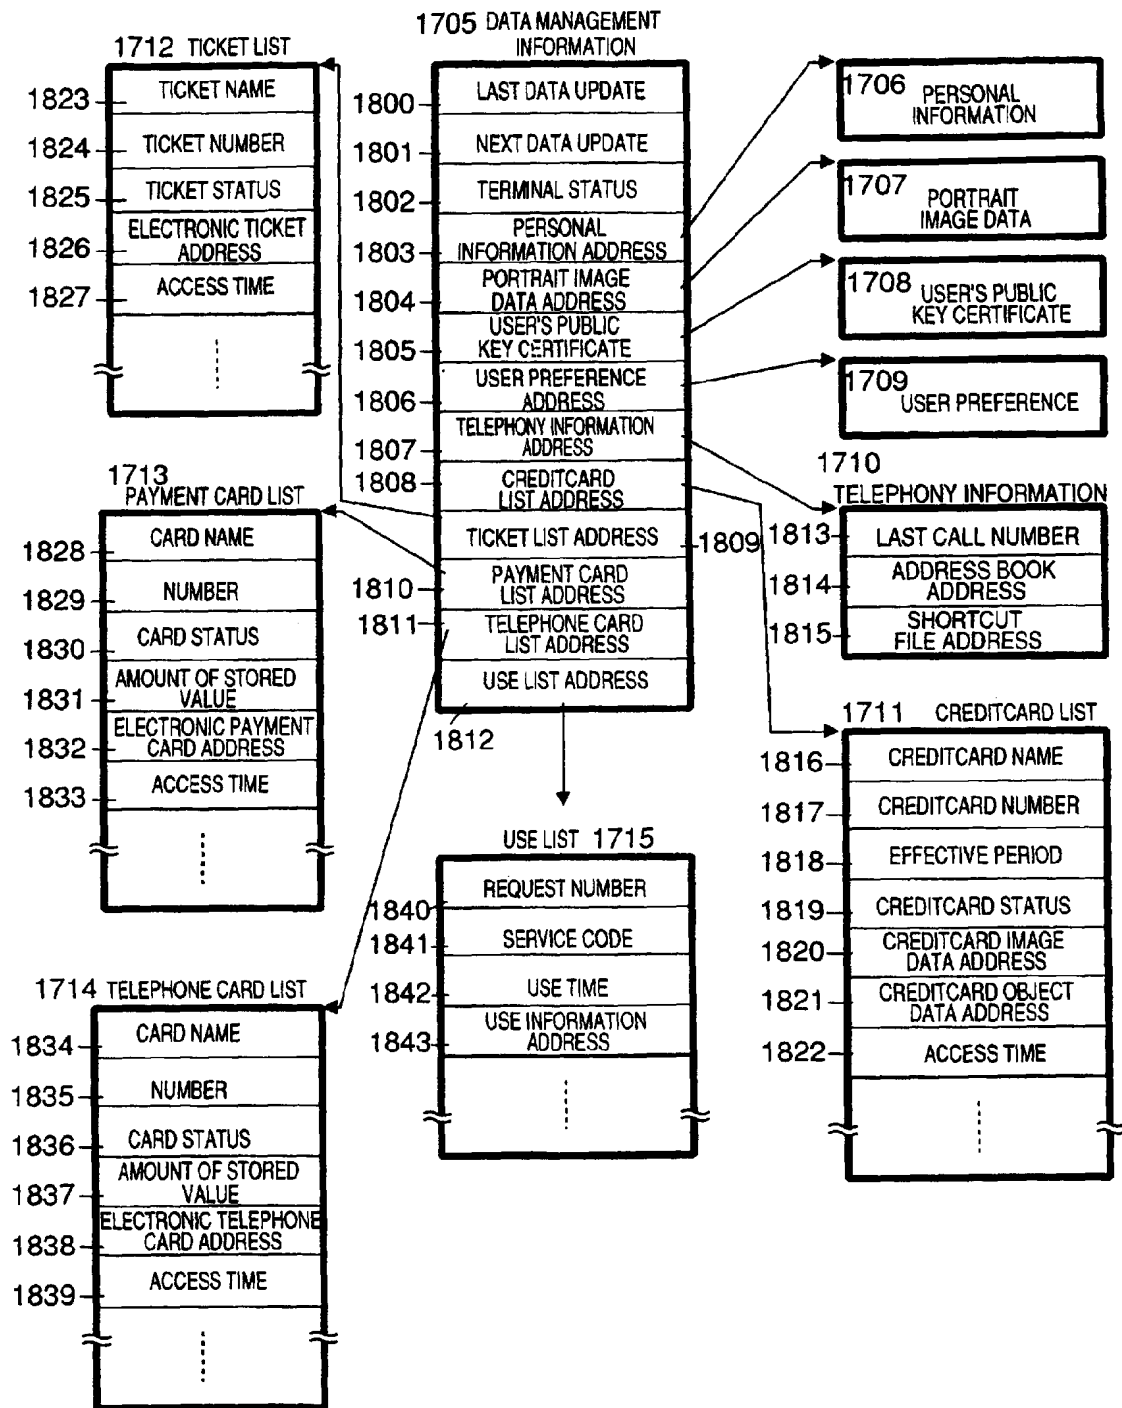 1712 TICKET LIST
1823 TICKET NAME
1824 TICKET NUMBER
1825 TICKET STATUS
1826 ELECTRONIC TICKET
ADDRESS
1827 ACCESS TIME
1713
PAYMENT CARD LIST
1828 CARD NAME
1829 NUMBER
1830 CARD STATUS
1831 AMOUNT OF STORED
VALUE
1832 ELECTRONIC PAYMENT
CARD ADDRESS
1833 ACCESS TIME
1714 TELEPHONE CARD LIST
1834 CARD NAME
1835 NUMBER
1836 CARD STATUS
1837 AMOUNT OF STORED
VALUE
1838 ELECTRONIC TELEPHONE
CARD ADDRESS
1839 ACCESS TIME
1705 DATA MANAGEMENT
INFORMATION
1800 LAST DATA UPDATE
1801 NEXT DATA UPDATE
1802 TERMINAL STATUS
1803 PERSONAL
INFORMATION ADDRESS
1804 PORTRAIT IMAGE
DATA ADDRESS
1805 USER'S PUBLIC
KEY CERTIFICATE
1806 USER PREFERENCE
ADDRESS
1807 TELEPHONY INFORMATION
ADDRESS
1808 CREDITCARD
LIST ADDRESS
TICKET LIST ADDRESS 1809
1810 PAYMENT CARD
LIST ADDRESS
1811 TELEPHONE CARD
LIST ADDRESS
USE LIST ADDRESS
1812
USE LIST 1715
1840 REQUEST NUMBER
1841 SERVICE CODE
1842 USE TIME
1843 USE INFORMATION
ADDRESS
1706 PERSONAL
INFORMATION
1707 PORTRAIT
IMAGE DATA
1708 USER'S PUBLIC
KEY CERTIFICATE
1709
USER PREFERENCE
1710
TELEPHONY INFORMATION
1813 LAST CALL NUMBER
1814 ADDRESS BOOK
ADDRESS
1815 SHORTCUT
FILE ADDRESS
1711 CREDITCARD LIST
1816 CREDITCARD NAME
1817 CREDITCARD NUMBER
1818 EFFECTIVE PERIOD
1819 CREDITCARD STATUS
1820 CREDITCARD IMAGE
DATA ADDRESS
1821 CREDITCARD OBJECT
DATA ADDRESS
1822 ACCESS TIME